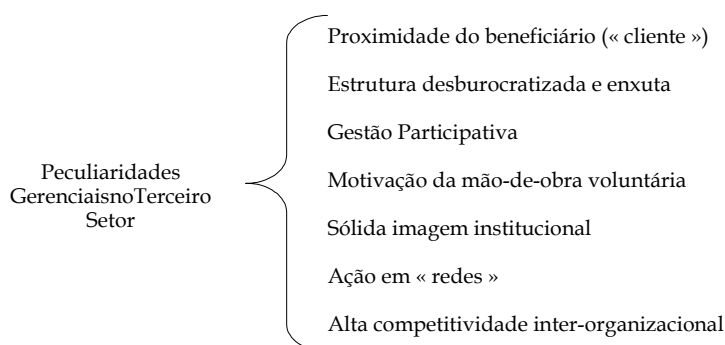 Proximidade do beneficiário (« cliente »)
Estrutura desburocratizada e enxuta
Gestão Participativa
Peculiaridades
GerenciaisnoTerceiro
Setor
Motivação da mão-de-obra voluntária
Sólida imagem institucional
Ação em « redes »
Alta competitividade inter-organizacional